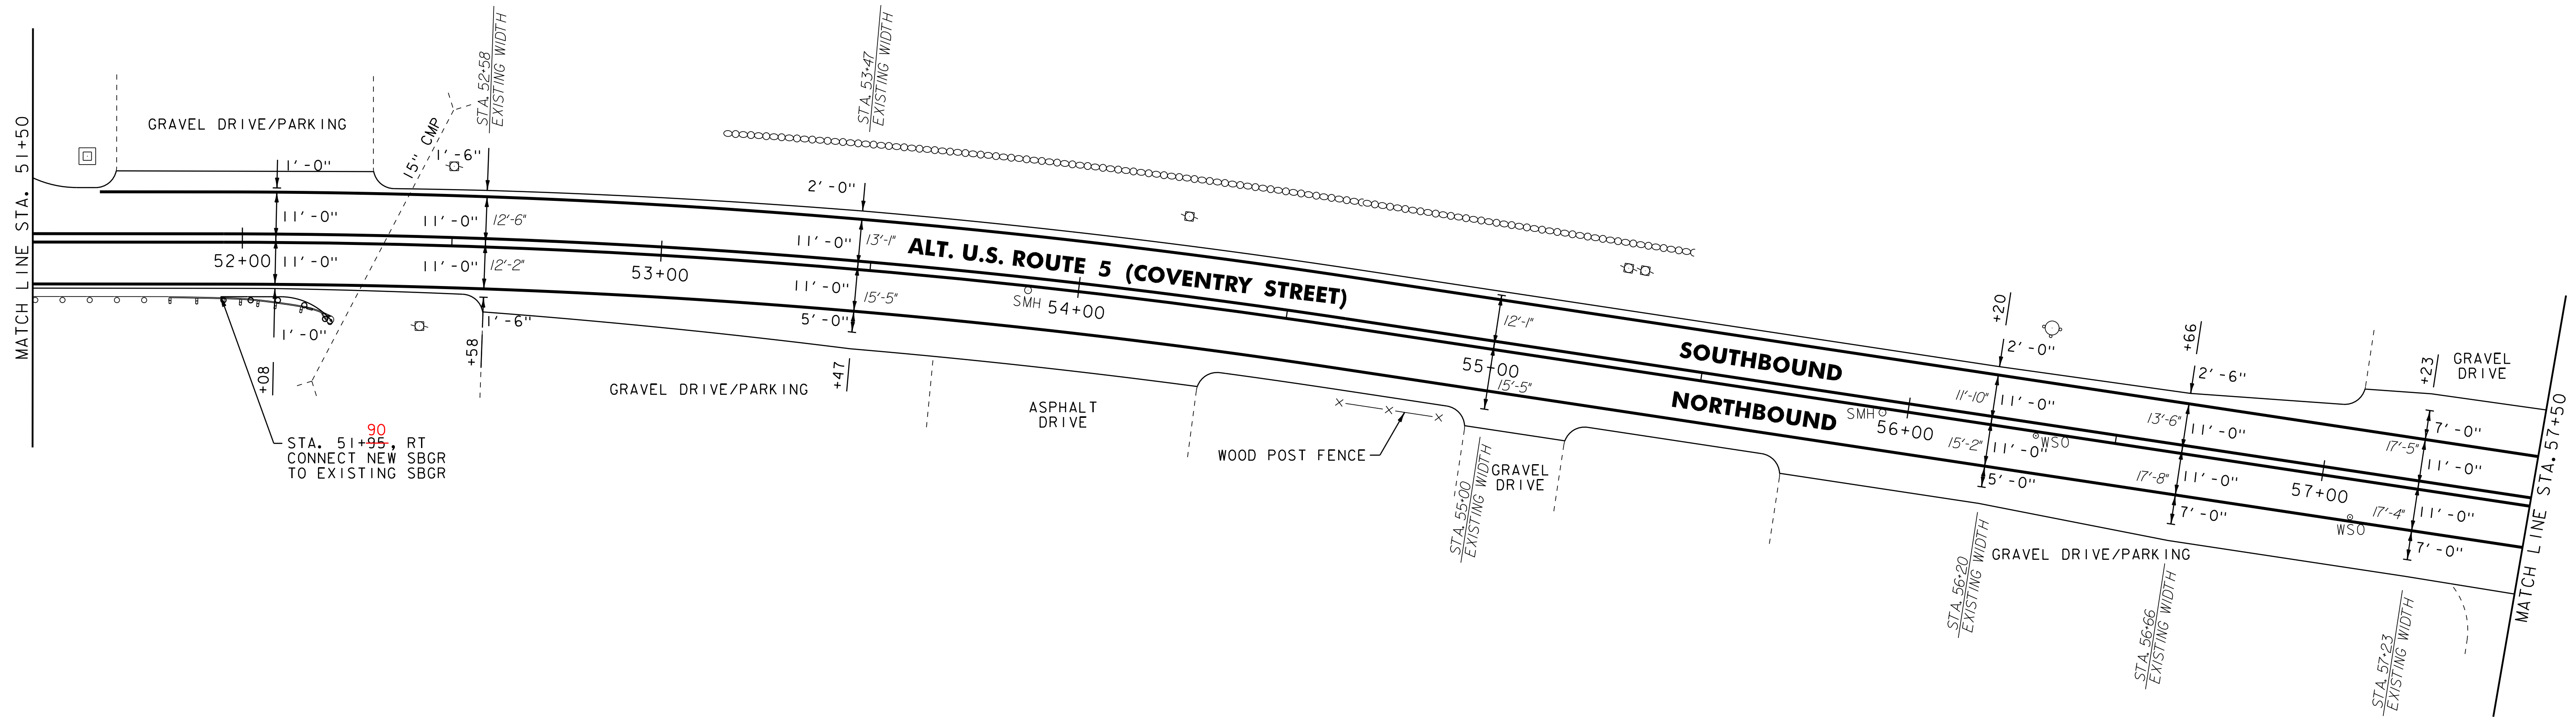 MATCH LINE STA. 51+50
GRAVEL DRIVE/PARKING
15" CMP
STA. 52+58
EXISTING WIDTH
STA. 53+47
EXISTING WIDTH
1'-0"
1'-6"
2'-0"
11'-0"
11'-0"
12'-6"
11'-0"
13'-1"
ALT. U.S. ROUTE 5 (COVENTRY STREET)
52+00
11'-0"
11'-0"
12'-2"
53+00
11'-0"
15'-5"
SMH
54+00
1'-0"
1'-6"
5'-0"
+08
+58
+47
GRAVEL DRIVE/PARKING
ASPHALT
DRIVE
90
STA. 51+95, RT
CONNECT NEW SBGR
TO EXISTING SBGR
WOOD POST FENCE
12'-1"
55+00
15'-5"
STA. 55+00
EXISTING WIDTH
GRAVEL
DRIVE
SOUTHBOUND
NORTHBOUND
+20
2'-0"
11'-10"
11'-0"
SMH
56+00
15'-2"
11'-0"
WSO
5'-0"
STA. 56+20
EXISTING WIDTH
+66
2'-6"
13'-6"
11'-0"
17'-8"
11'-0"
7'-0"
GRAVEL DRIVE/PARKING
STA. 56+66
EXISTING WIDTH
+23
GRAVEL
DRIVE
7'-0"
17'-5"
11'-0"
57+00
17'-4"
11'-0"
WSO
7'-0"
STA. 57+23
EXISTING WIDTH
MATCH LINE STA. 57+50